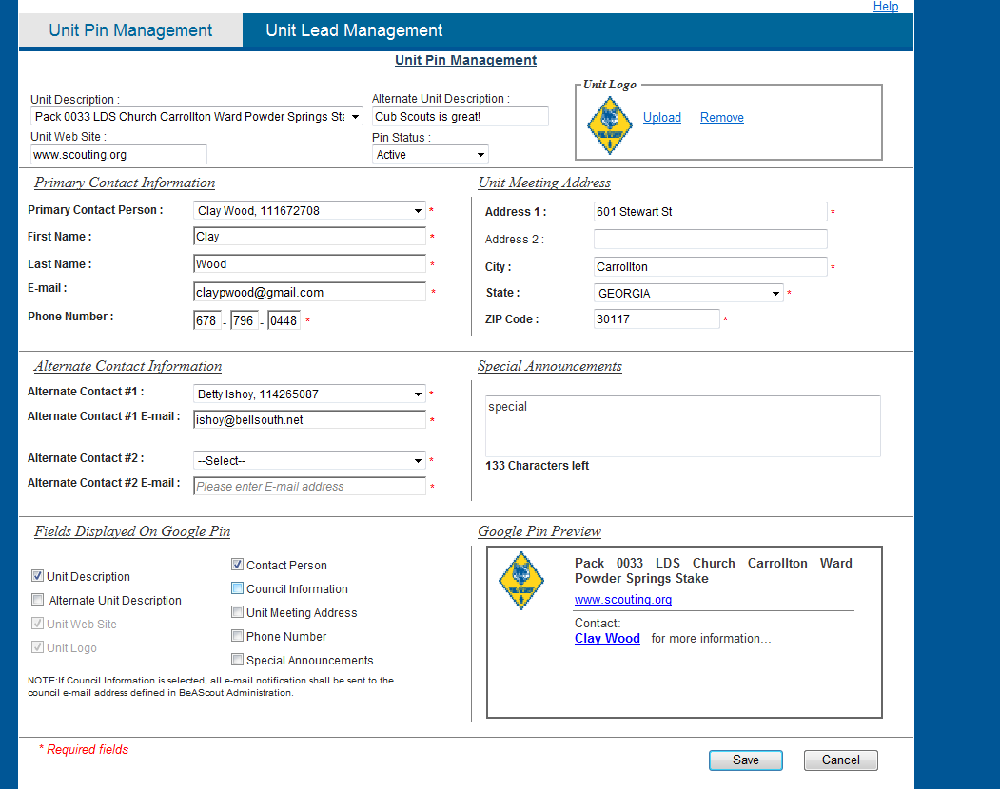 Help
Unit Pin Management Unit Lead Management
Unit Pin Management
Unit Description :
Pack 0033 LDS Church Carrollton Ward Powder Springs Sta
Alternate Unit Description :
Cub Scouts is great!
Unit Web Site :
www.scouting.org
Pin Status :
Active
Unit Logo
Upload Remove
Primary Contact Information
Primary Contact Person : Clay Wood, 111672708 *
First Name : Clay *
Last Name : Wood *
E-mail : claypwood@gmail.com *
Phone Number : 678 - 796 - 0448 *
Unit Meeting Address
Address 1 : 601 Stewart St *
Address 2 :
City : Carrollton *
State : GEORGIA *
ZIP Code : 30117 *
Alternate Contact Information
Alternate Contact #1 : Betty Ishoy, 114265087 *
Alternate Contact #1 E-mail : ishoy@bellsouth.net *
Alternate Contact #2 : --Select-- *
Alternate Contact #2 E-mail : Please enter E-mail address *
Special Announcements
special
133 Characters left
Fields Displayed On Google Pin
Unit Description
Alternate Unit Description
Unit Web Site
Unit Logo
Contact Person
Council Information
Unit Meeting Address
Phone Number
Special Announcements
NOTE:If Council Information is selected, all e-mail notification shall be sent to the
council e-mail address defined in BeAScout Administration.
Google Pin Preview
Pack 0033 LDS Church Carrollton Ward
Powder Springs Stake
www.scouting.org
Contact:
Clay Wood for more information...
* Required fields
Save Cancel